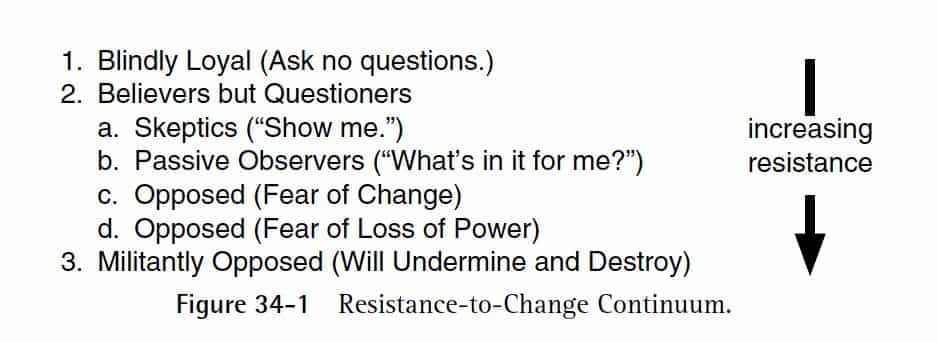 1. Blindly Loyal (Ask no questions.)
2. Believers but Questioners
a. Skeptics (“Show me.”)
b. Passive Observers (“What’s in it for me?”)
c. Opposed (Fear of Change)
d. Opposed (Fear of Loss of Power)
3. Militantly Opposed (Will Undermine and Destroy)
increasing
resistance
Figure 34–1 Resistance-to-Change Continuum.